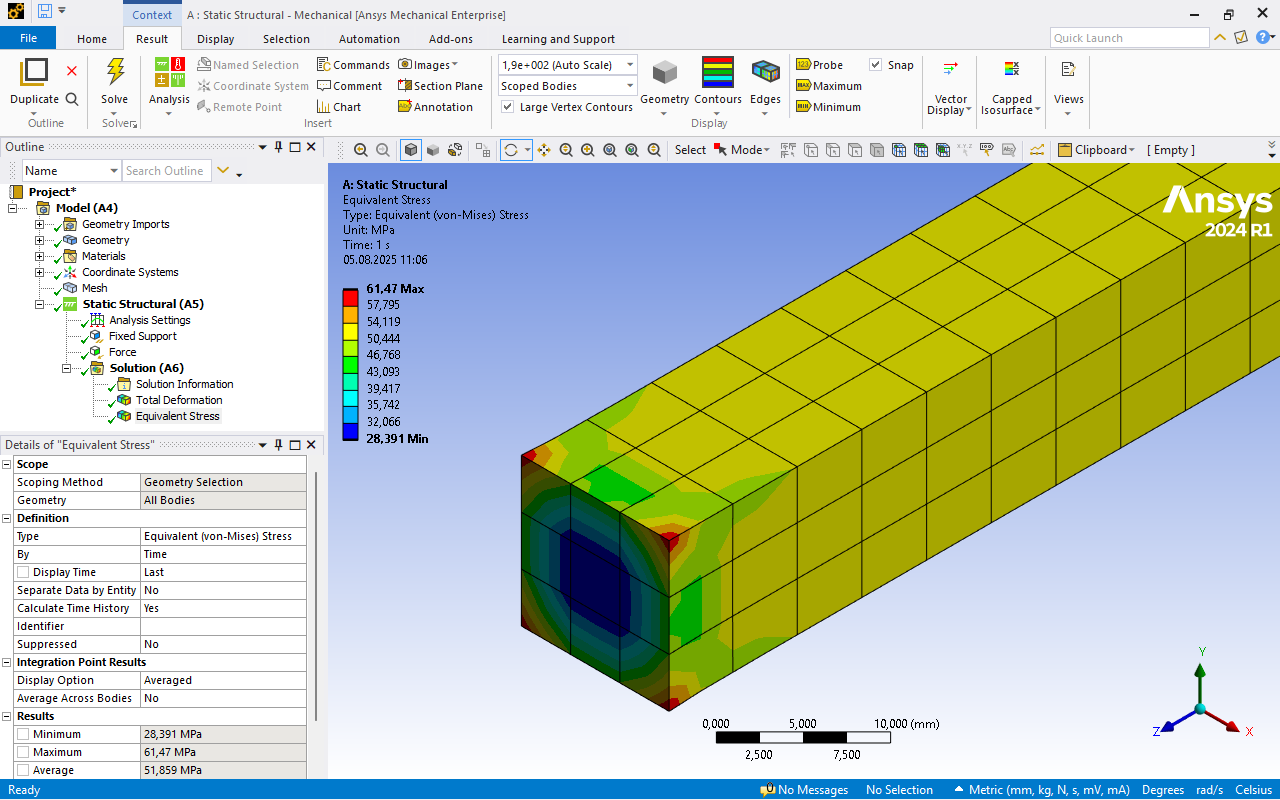 Context
A : Static Structural - Mechanical [Ansys Mechanical Enterprise]
File Home Result Display Selection Automation Add-ons Learning and Support
Quick Launch
Duplicate
Outline
Solve
Solver
Analysis
Named Selection
Coordinate System
Remote Point
Commands
Comment
Chart
Images
Section Plane
Annotation
Insert
1,9e+002 (Auto Scale)
Scoped Bodies
Large Vertex Contours
Geometry
Contours
Edges
Display
Probe
Maximum
Minimum
Snap
Vector
Display
Capped
Isosurface
Views
Outline
Name Search Outline
Project*
Model (A4)
Geometry Imports
Geometry
Materials
Coordinate Systems
Mesh
Static Structural (A5)
Analysis Settings
Fixed Support
Force
Solution (A6)
Solution Information
Total Deformation
Equivalent Stress
Details of "Equivalent Stress"
Scope
Scoping Method Geometry Selection
Geometry All Bodies
Definition
Type Equivalent (von-Mises) Stress
By Time
Display Time Last
Separate Data by Entity No
Calculate Time History Yes
Identifier
Suppressed No
Integration Point Results
Display Option Averaged
Average Across Bodies No
Results
Minimum 28,391 MPa
Maximum 61,47 MPa
Average 51,859 MPa
Select Mode Clipboard [ Empty ]
A: Static Structural
Equivalent Stress
Type: Equivalent (von-Mises) Stress
Unit: MPa
Time: 1 s
05.08.2025 11:06
61,47 Max
57,795
54,119
50,444
46,768
43,093
39,417
35,742
32,066
28,391 Min
Ansys
2024 R1
0,000 5,000 10,000 (mm)
2,500 7,500
Y
Z
X
Ready No Messages No Selection Metric (mm, kg, N, s, mV, mA) Degrees rad/s Celsius